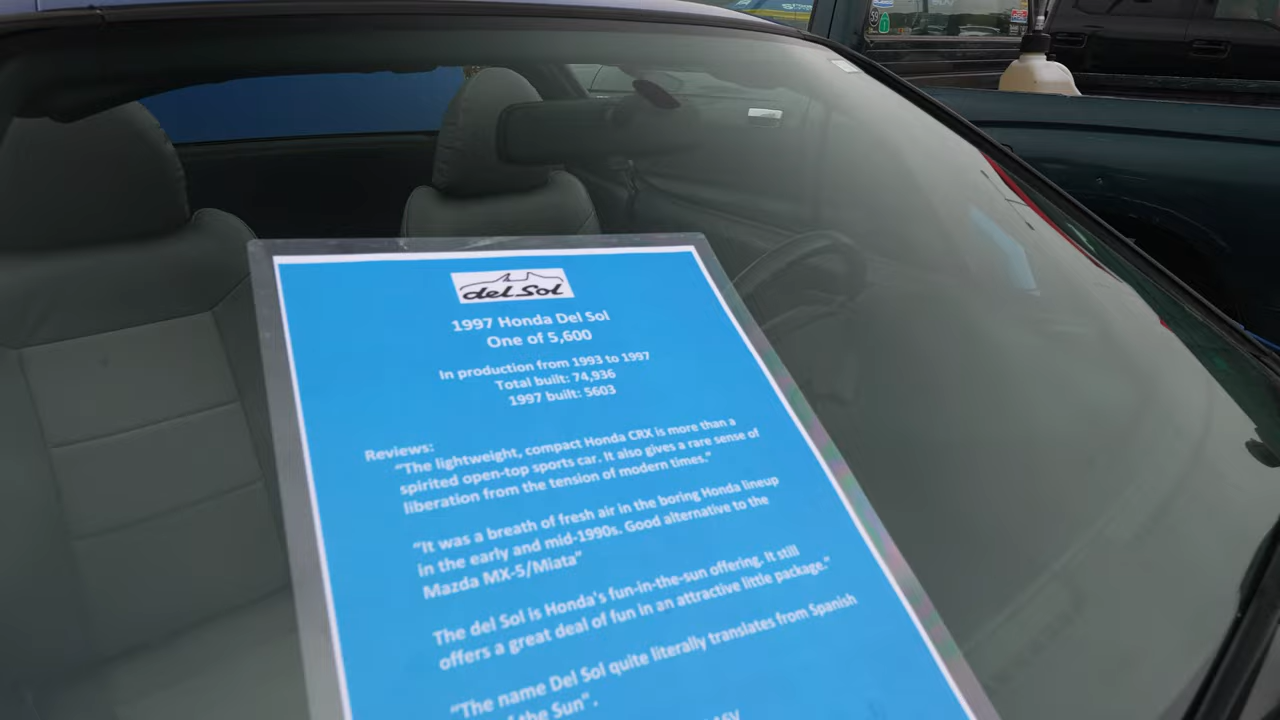 del Sol
1997 Honda Del Sol
One of 5,600
In production from 1993 to 1997
Total built: 74,936
1997 built: 5603
Reviews:
“The lightweight, compact Honda CRX is more than a
spirited open-top sports car. It also gives a rare sense of
liberation from the tension of modern times.”
“It was a breath of fresh air in the boring Honda lineup
in the early and mid-1990s. Good alternative to the
Mazda MX-5/Miata”
The del Sol is Honda's fun-in-the-sun offering. It still
offers a great deal of fun in an attractive little package.”
“The name Del Sol quite literally translates from Spanish
the Sun”.
16V